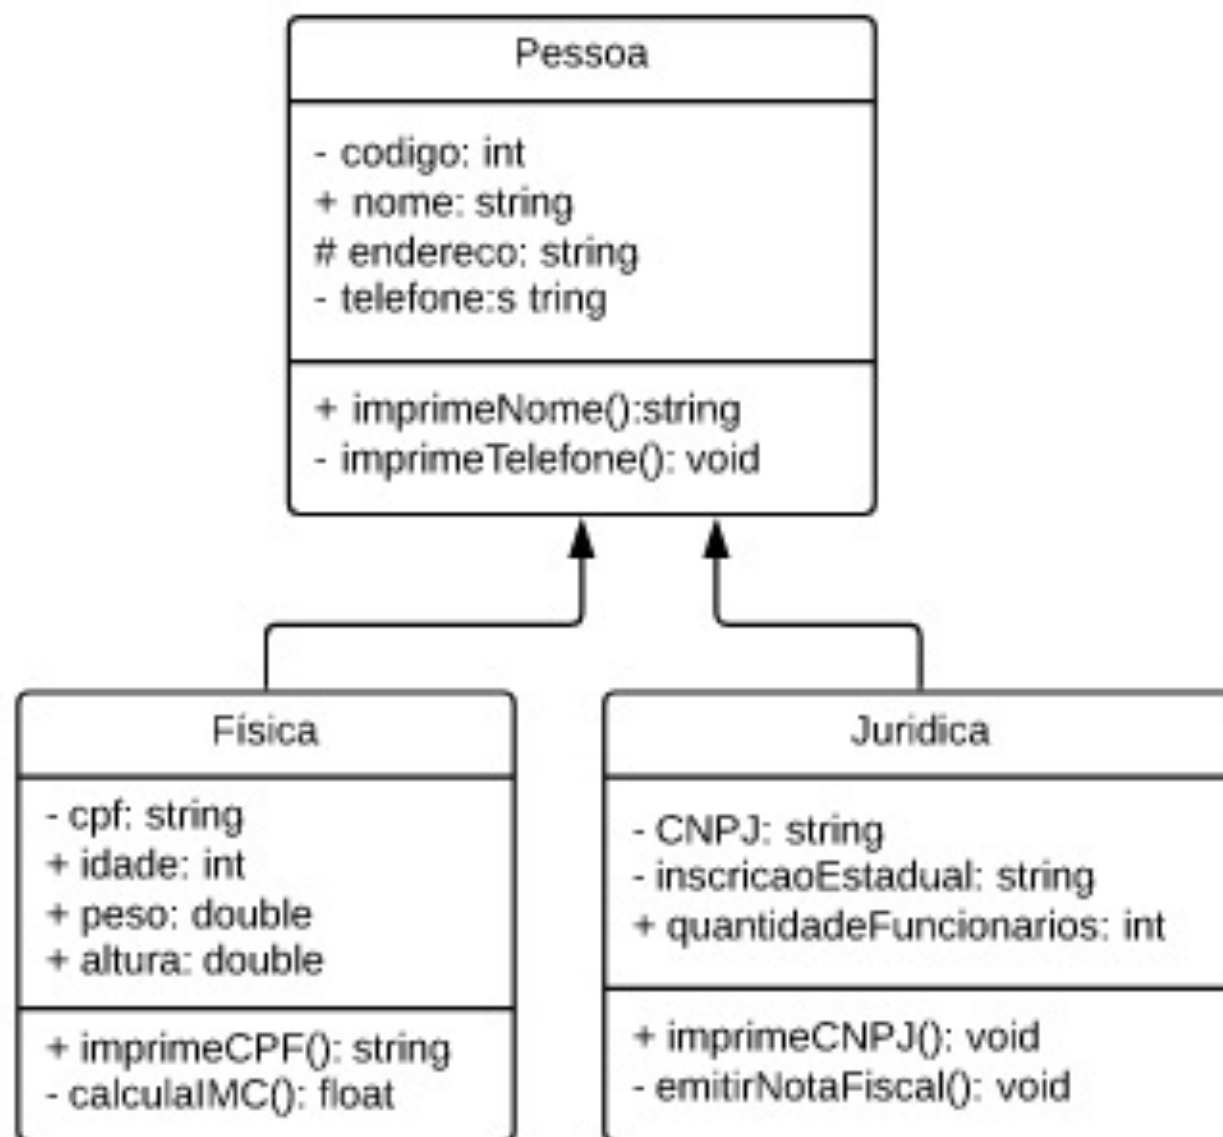 Pessoa
- codigo: int
+ nome: string
# endereco: string
- telefone:s tring
+ imprimeNome():string
- imprimeTelefone(): void
Física
- cpf: string
+ idade: int
+ peso: double
+ altura: double
+ imprimeCPF(): string
- calculaIMC(): float
Juridica
- CNPJ: string
- inscricaoEstadual: string
+ quantidadeFuncionarios: int
+ imprimeCNPJ(): void
- emitirNotaFiscal(): void